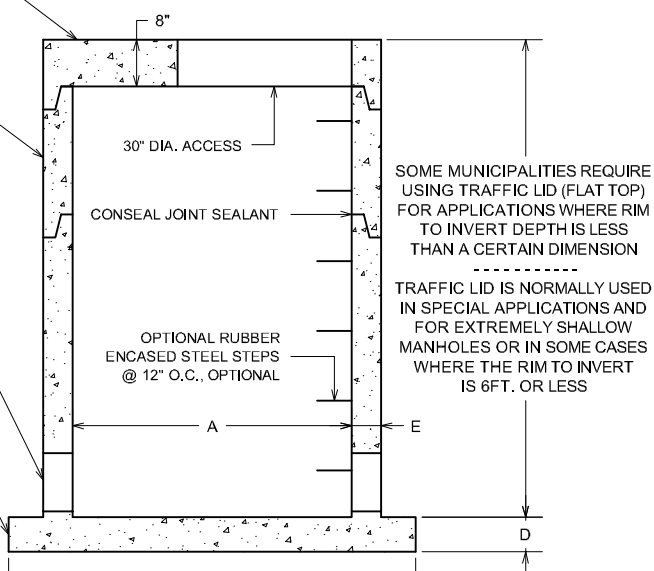 8"
30" DIA. ACCESS
CONSEAL JOINT SEALANT
SOME MUNICIPALITIES REQUIRE
USING TRAFFIC LID (FLAT TOP)
FOR APPLICATIONS WHERE RIM
TO INVERT DEPTH IS LESS
THAN A CERTAIN DIMENSION
-----------
TRAFFIC LID IS NORMALLY USED
IN SPECIAL APPLICATIONS AND
FOR EXTREMELY SHALLOW
MANHOLES OR IN SOME CASES
WHERE THE RIM TO INVERT
IS 6FT. OR LESS
OPTIONAL RUBBER
ENCASED STEEL STEPS
@ 12" O.C., OPTIONAL
A
E
D